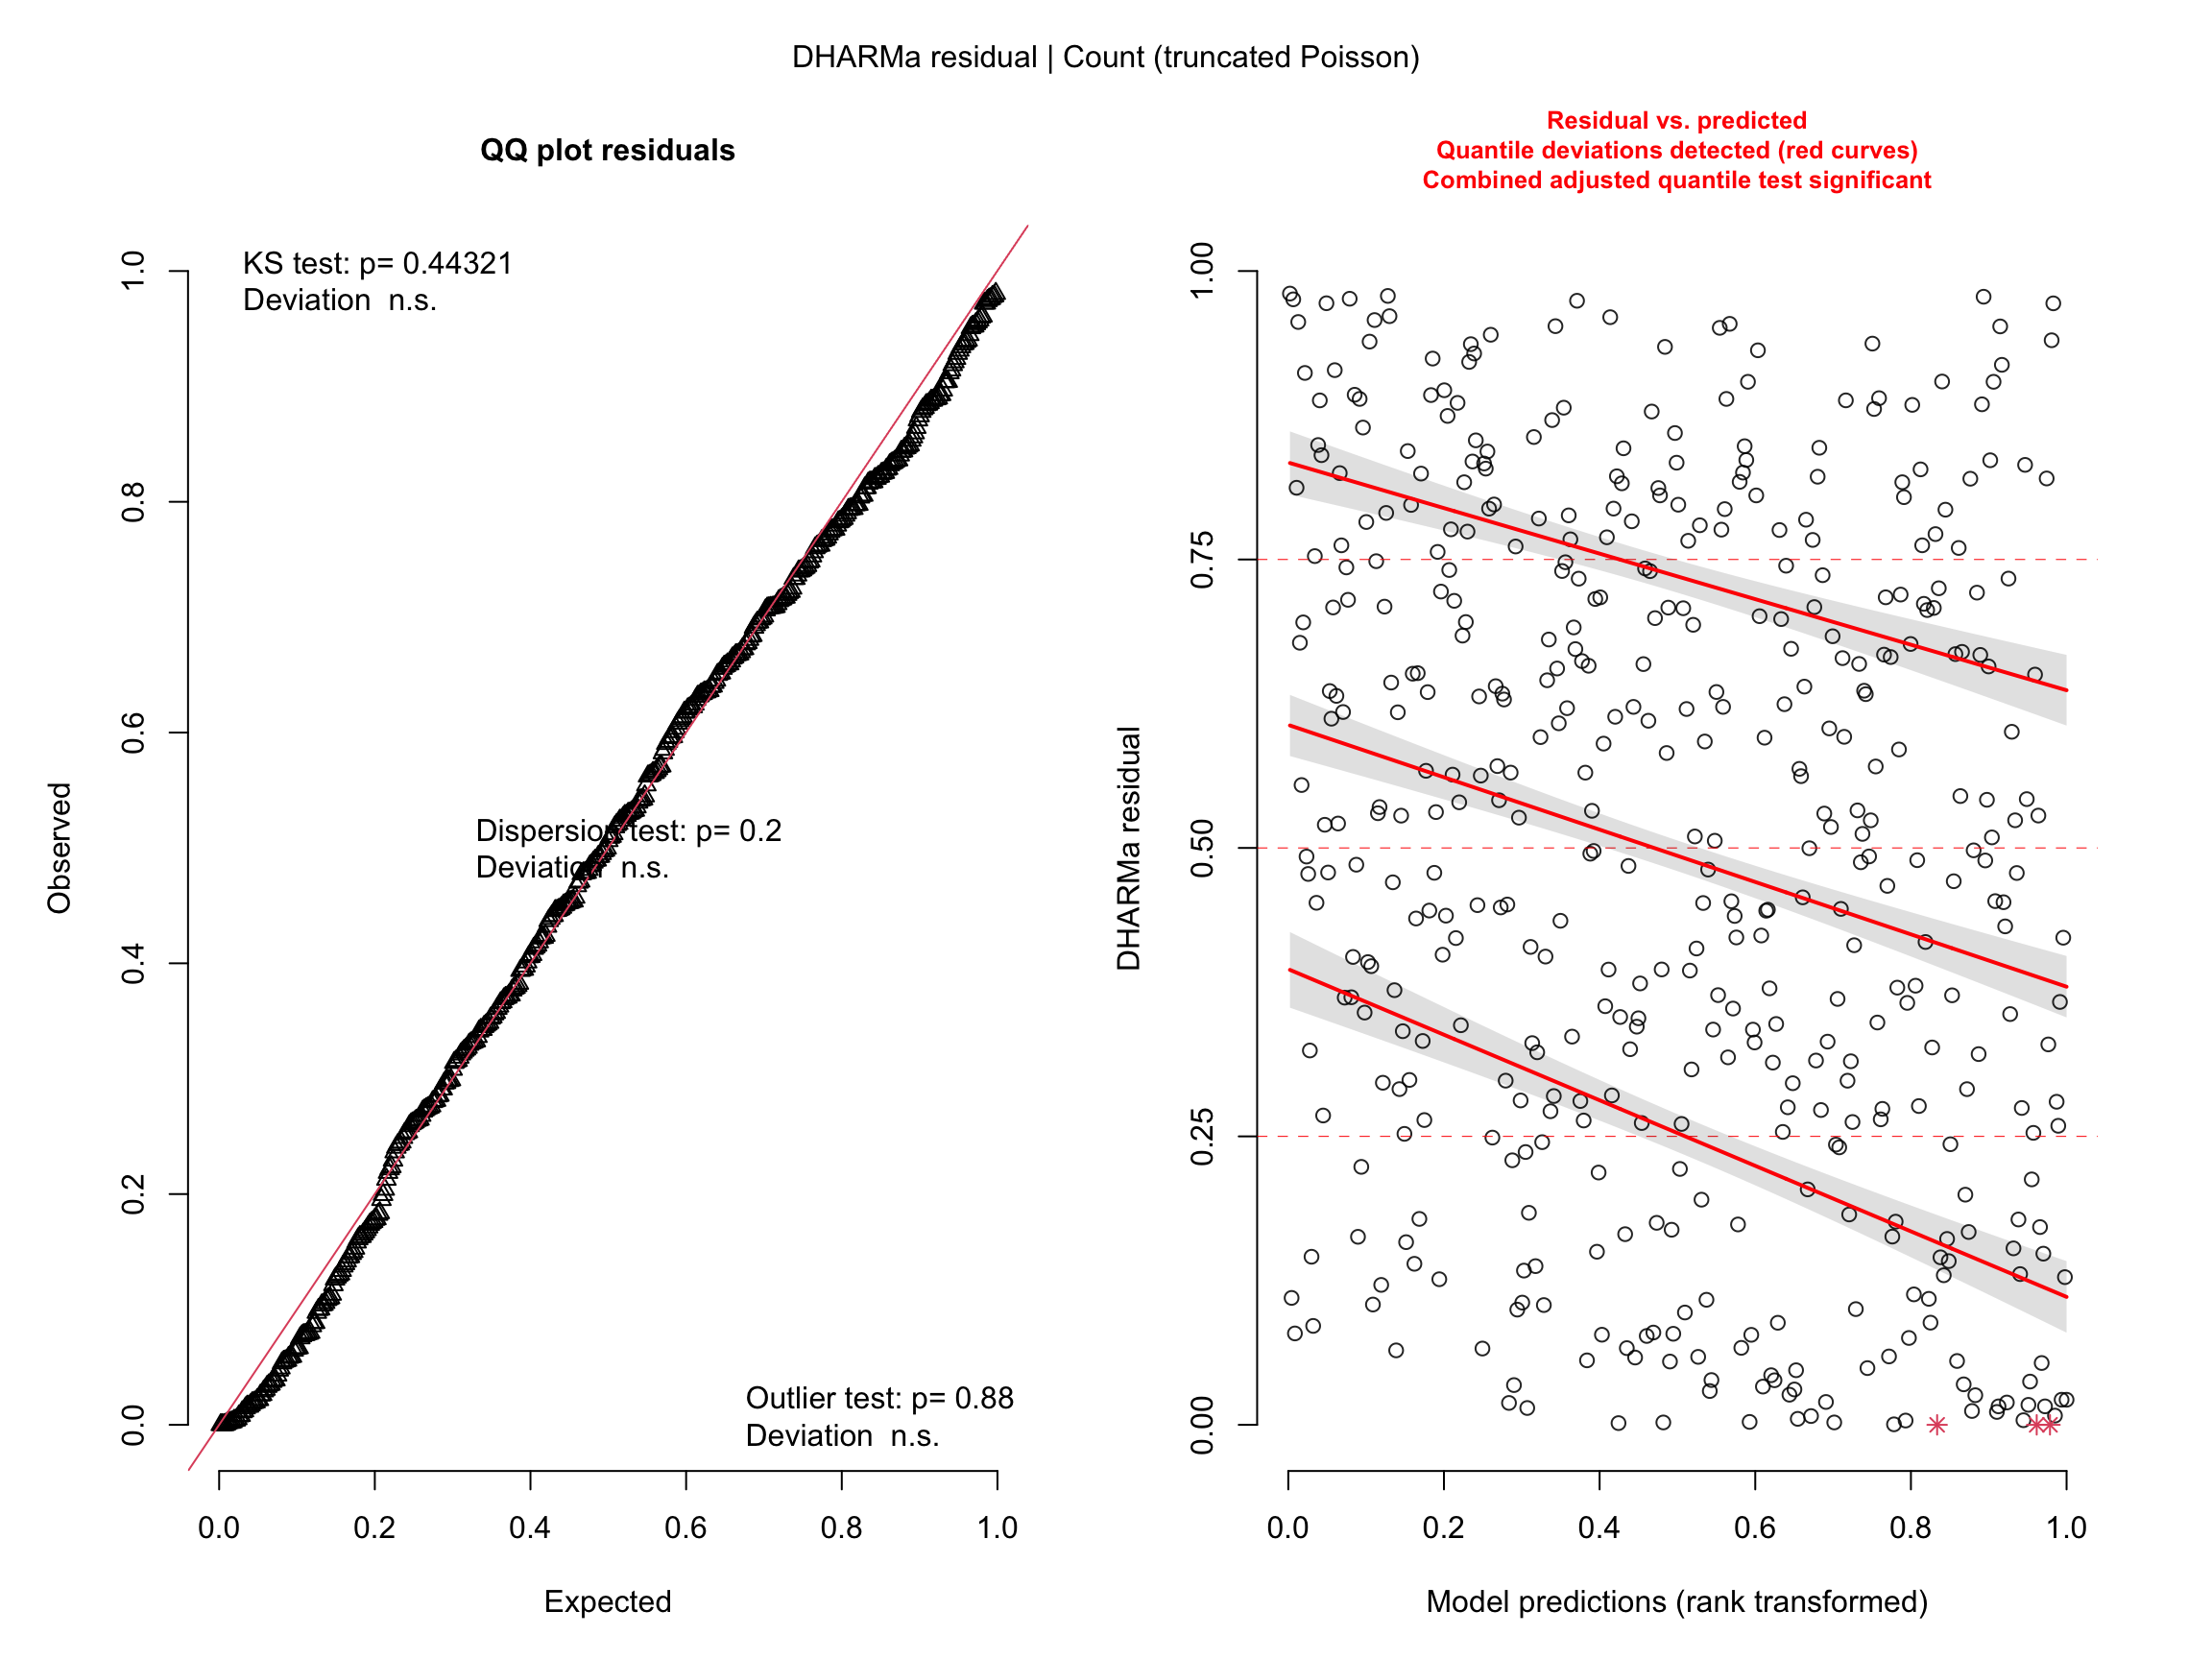 DHARMa residual | Count (truncated Poisson)
QQ plot residuals
KS test: p= 0.44321
Deviation  n.s.
Dispersion test: p= 0.2
Deviation  n.s.
Outlier test: p= 0.88
Deviation  n.s.
Observed
0.0
0.2
0.4
0.6
0.8
1.0
0.0 0.2 0.4 0.6 0.8 1.0
Expected
Residual vs. predicted
Quantile deviations detected (red curves)
Combined adjusted quantile test significant
DHARMa residual
0.00
0.25
0.50
0.75
1.00
0.0 0.2 0.4 0.6 0.8 1.0
Model predictions (rank transformed)